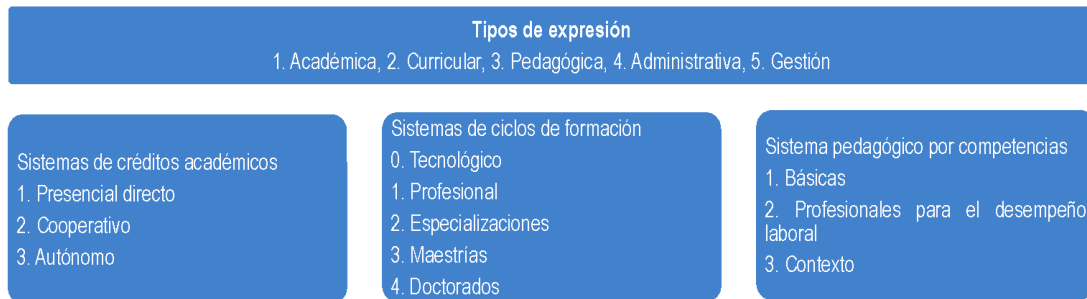 Tipos de expresión
1. Académica, 2. Curricular, 3. Pedagógica, 4. Administrativa, 5. Gestión
Sistemas de créditos académicos
1. Presencial directo
2. Cooperativo
3. Autónomo
Sistemas de ciclos de formación
0. Tecnológico
1. Profesional
2. Especializaciones
3. Maestrías
4. Doctorados
Sistema pedagógico por competencias
1. Básicas
2. Profesionales para el desempeño
laboral
3. Contexto